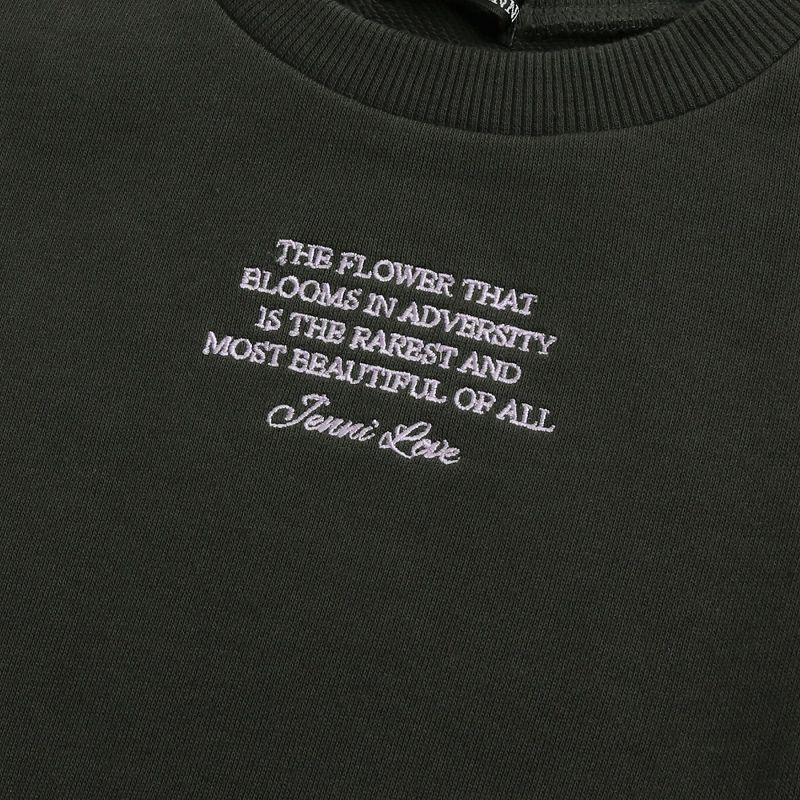 THE FLOWER THAT
BLOOMS IN ADVERSITY
IS THE RAREST AND
MOST BEAUTIFUL OF ALL
Jenni Love